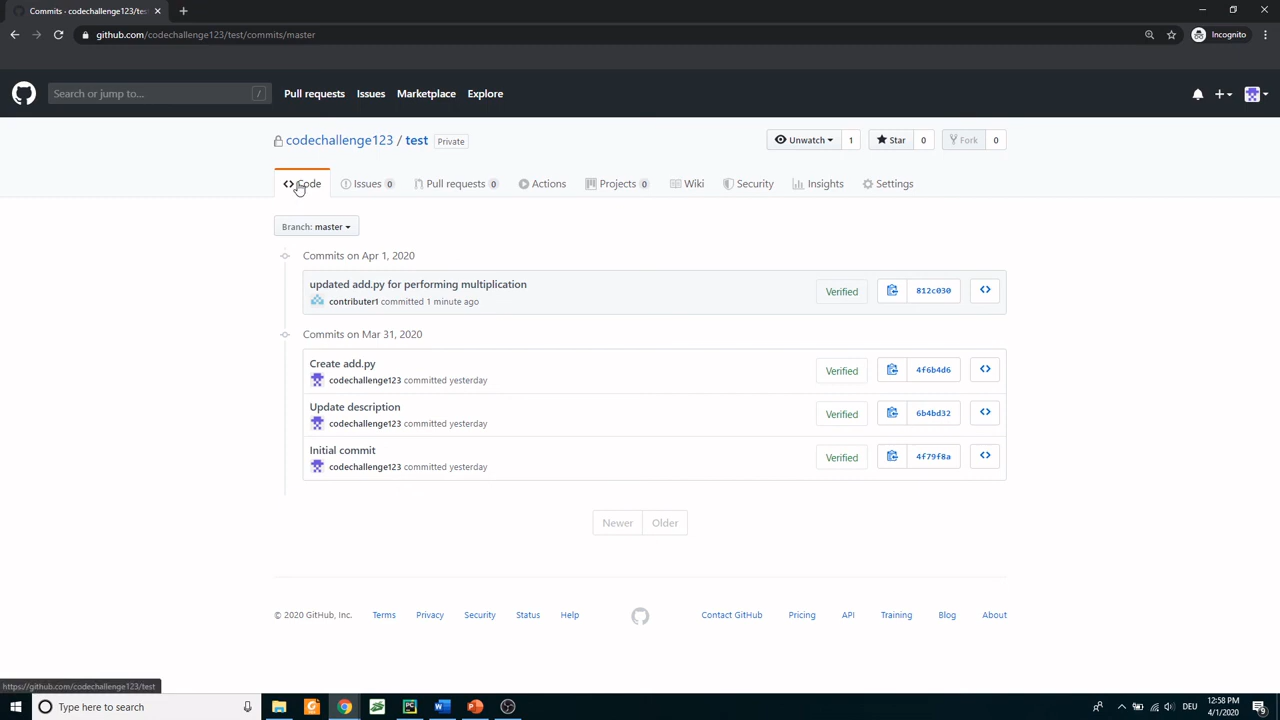 Commits - codechallenge123/test
github.com/codechallenge123/test/commits/master
Incognito
Search or jump to...
/
Pull requests
Issues
Marketplace
Explore
codechallenge123 / test
Private
Unwatch
1
Star
0
Fork
0
Code
Issues 0
Pull requests 0
Actions
Projects 0
Wiki
Security
Insights
Settings
Branch: master
Commits on Apr 1, 2020
updated add.py for performing multiplication
contributer1 committed 1 minute ago
Verified
812c030
Commits on Mar 31, 2020
Create add.py
codechallenge123 committed yesterday
Verified
4f6b4d6
Update description
codechallenge123 committed yesterday
Verified
6b4bd32
Initial commit
codechallenge123 committed yesterday
Verified
4f79f8a
Newer
Older
© 2020 GitHub, Inc.
Terms
Privacy
Security
Status
Help
Contact GitHub
Pricing
API
Training
Blog
About
https://github.com/codechallenge123/test
Type here to search
DEU
12:58 PM
4/1/2020